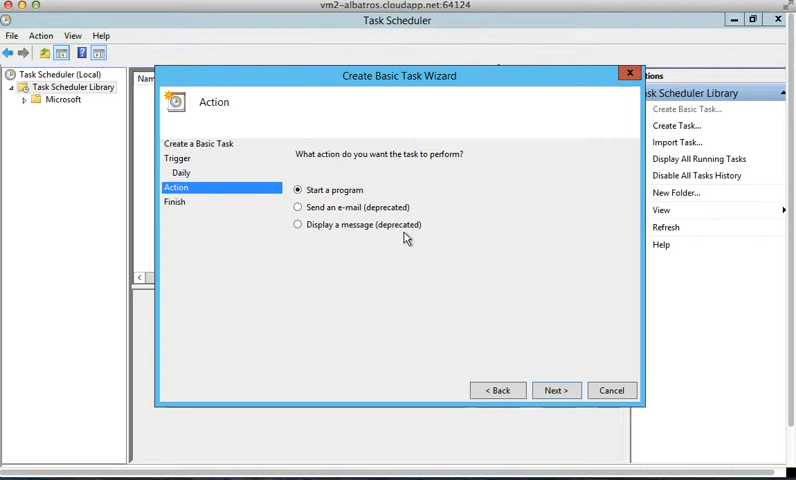 vm2-albatros.cloudapp.net:64124
Task Scheduler
File Action View Help
Task Scheduler (Local)
Task Scheduler Library
Microsoft
Nam
Create Basic Task Wizard
Action
Create a Basic Task
Trigger
Daily
Action
Finish
What action do you want the task to perform?
Start a program
Send an e-mail (deprecated)
Display a message (deprecated)
< Back Next > Cancel
tions
ask Scheduler Library
Create Basic Task...
Create Task...
Import Task...
Display All Running Tasks
Disable All Tasks History
New Folder...
View
Refresh
Help